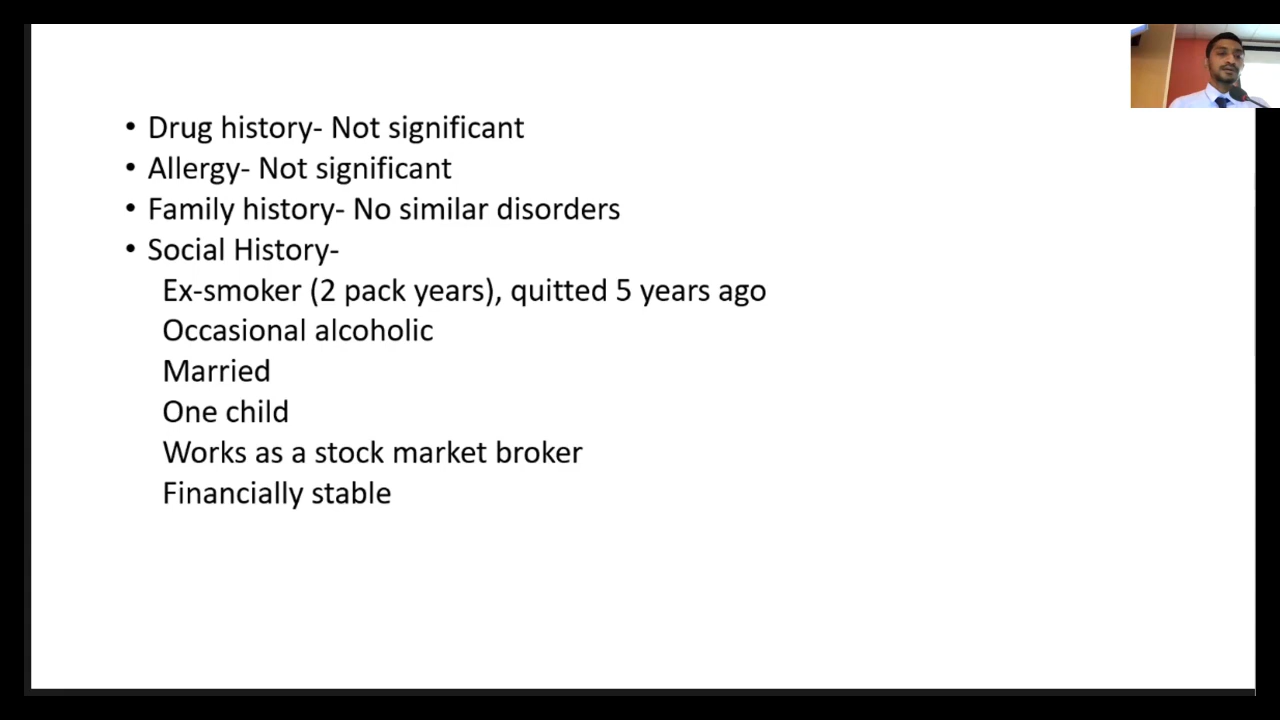 • Drug history- Not significant
• Allergy- Not significant
• Family history- No similar disorders
• Social History-
Ex-smoker (2 pack years), quitted 5 years ago
Occasional alcoholic
Married
One child
Works as a stock market broker
Financially stable